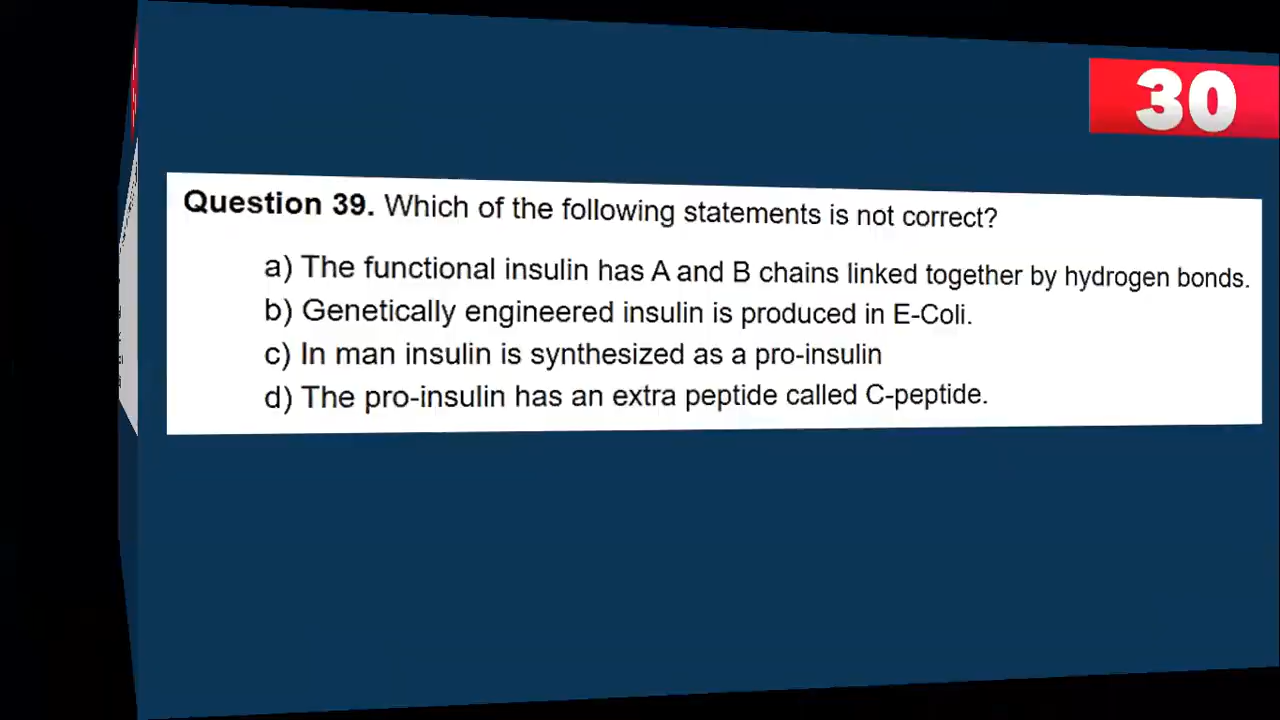 30
Question 39. Which of the following statements is not correct?
a) The functional insulin has A and B chains linked together by hydrogen bonds.
b) Genetically engineered insulin is produced in E-Coli.
c) In man insulin is synthesized as a pro-insulin
d) The pro-insulin has an extra peptide called C-peptide.